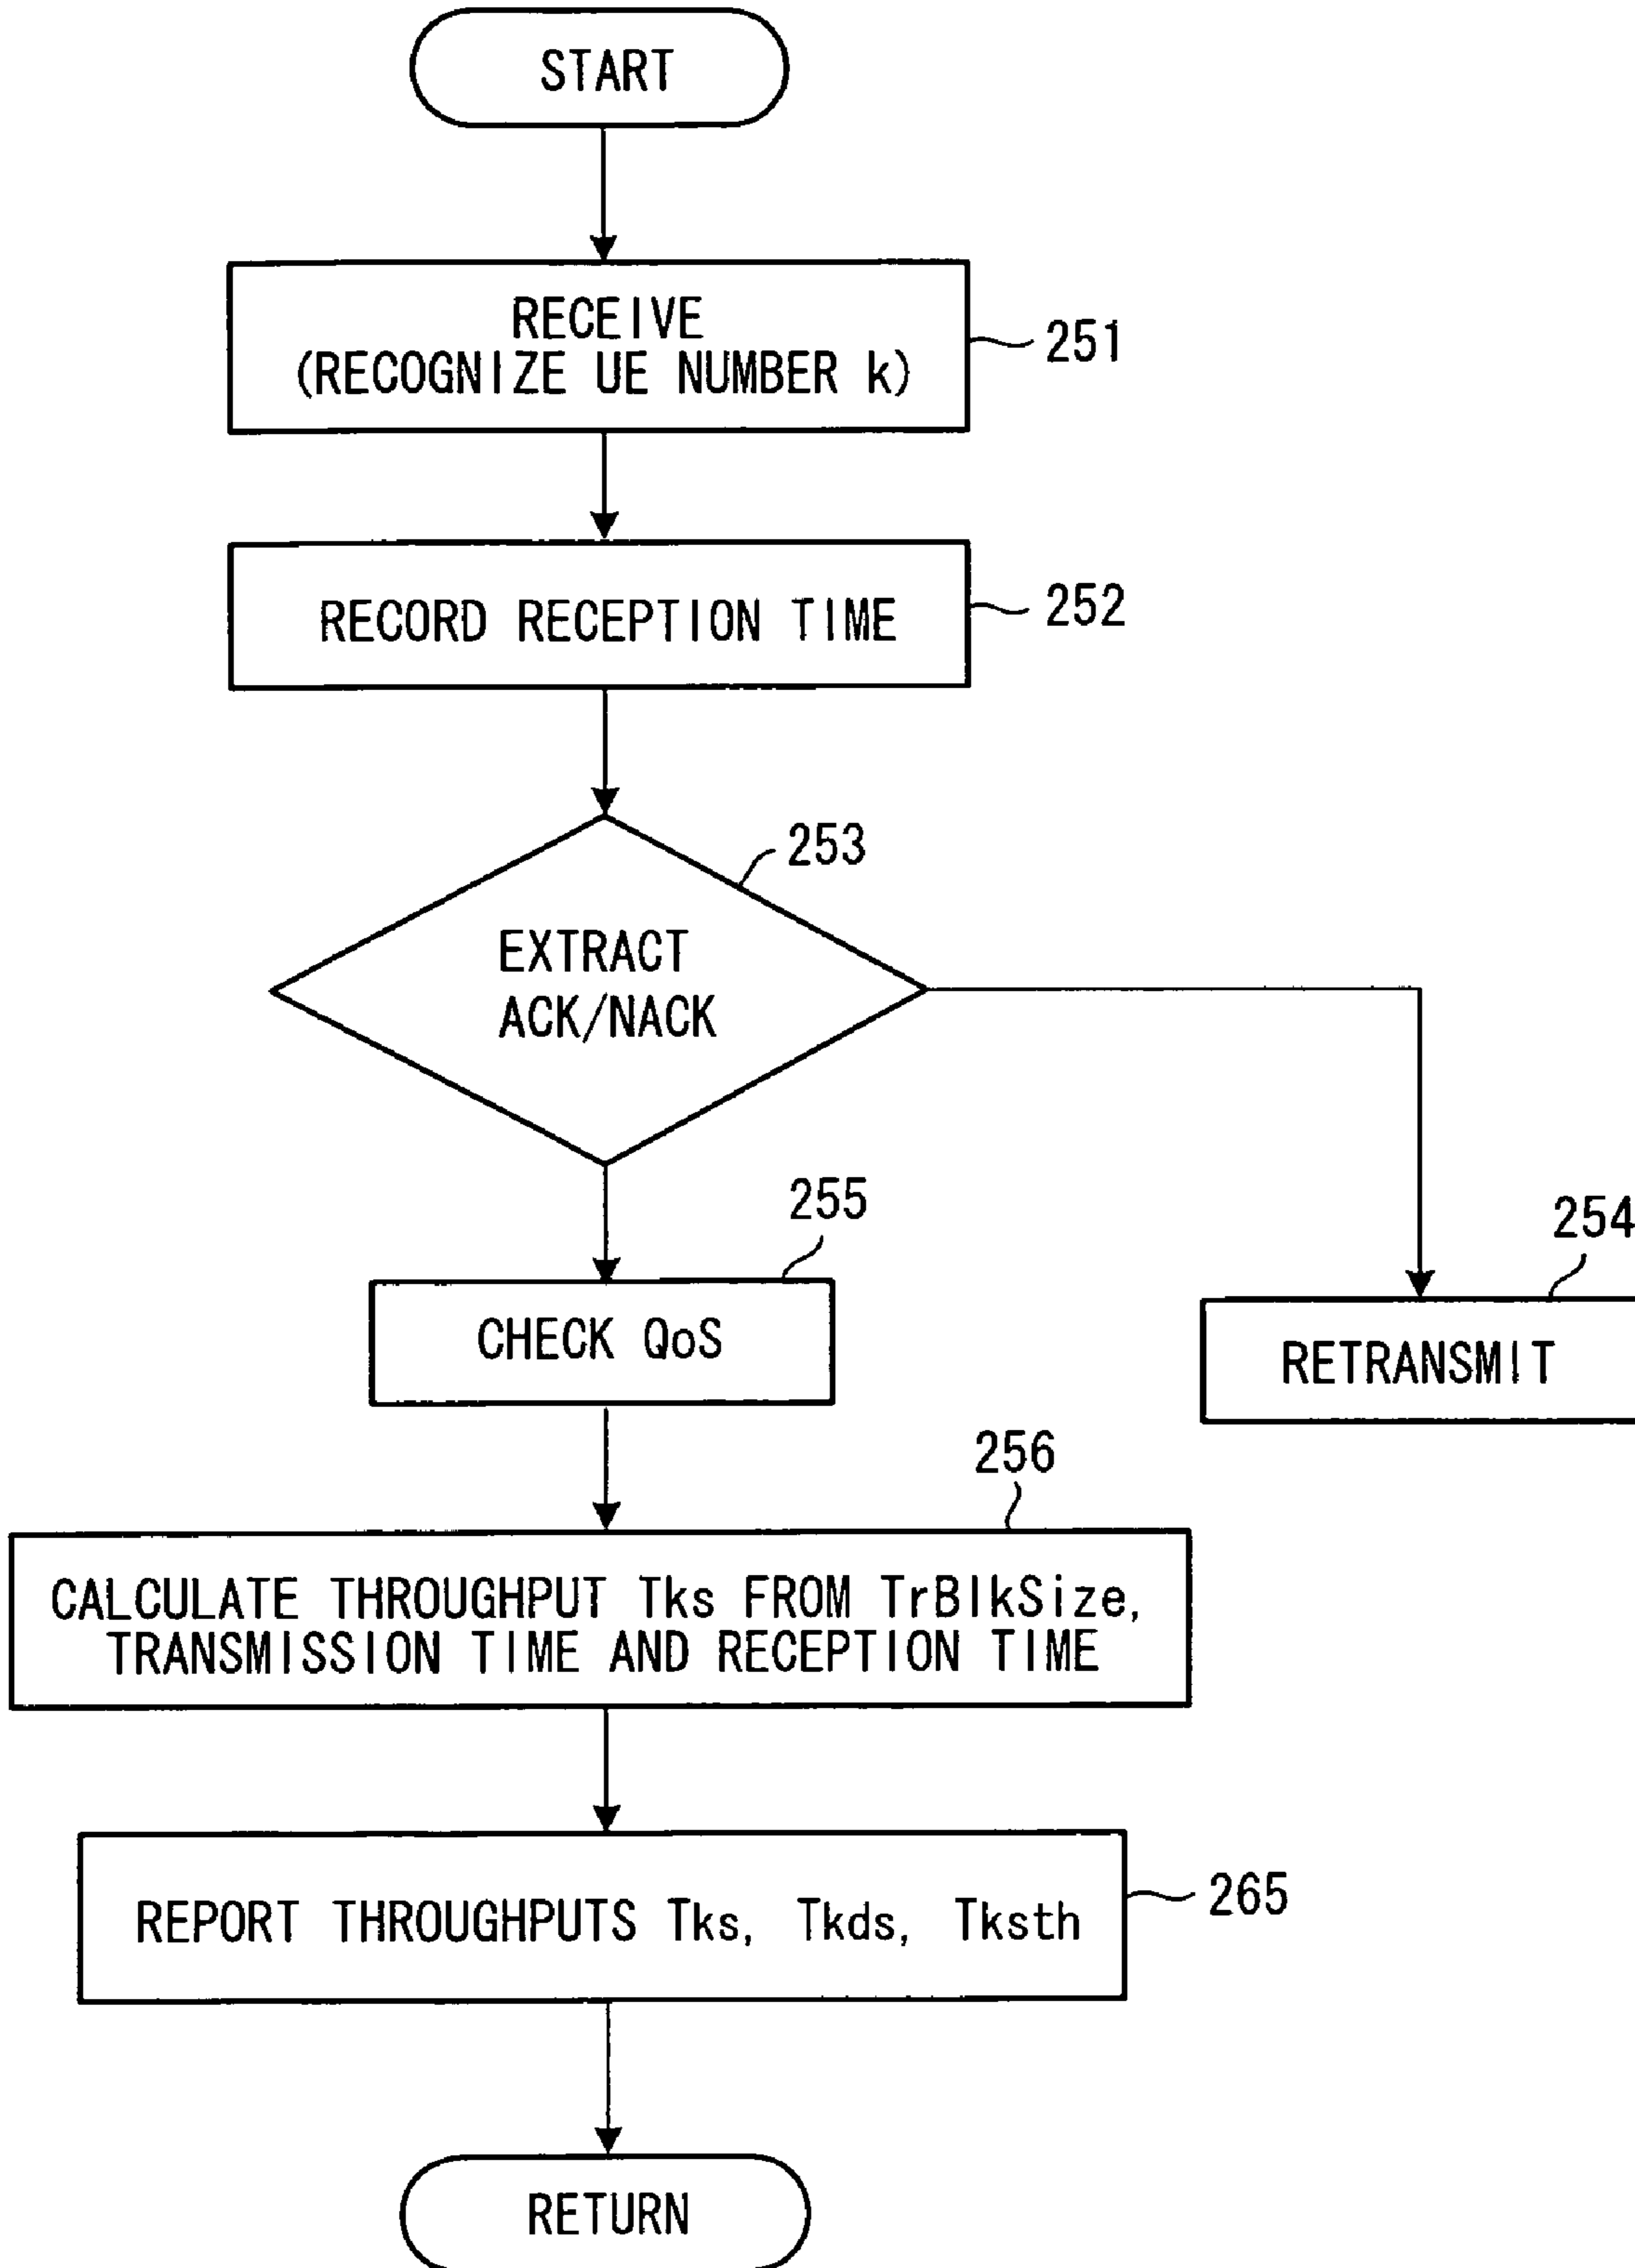 START
RECEIVE
(RECOGNIZE UE NUMBER k)
251
RECORD RECEPTION TIME
252
253
EXTRACT
ACK/NACK
255
CHECK QoS
254
RETRANSMIT
256
CALCULATE THROUGHPUT Tks FROM TrBlkSize,
TRANSMISSION TIME AND RECEPTION TIME
REPORT THROUGHPUTS Tks, Tkds, Tksth
265
RETURN